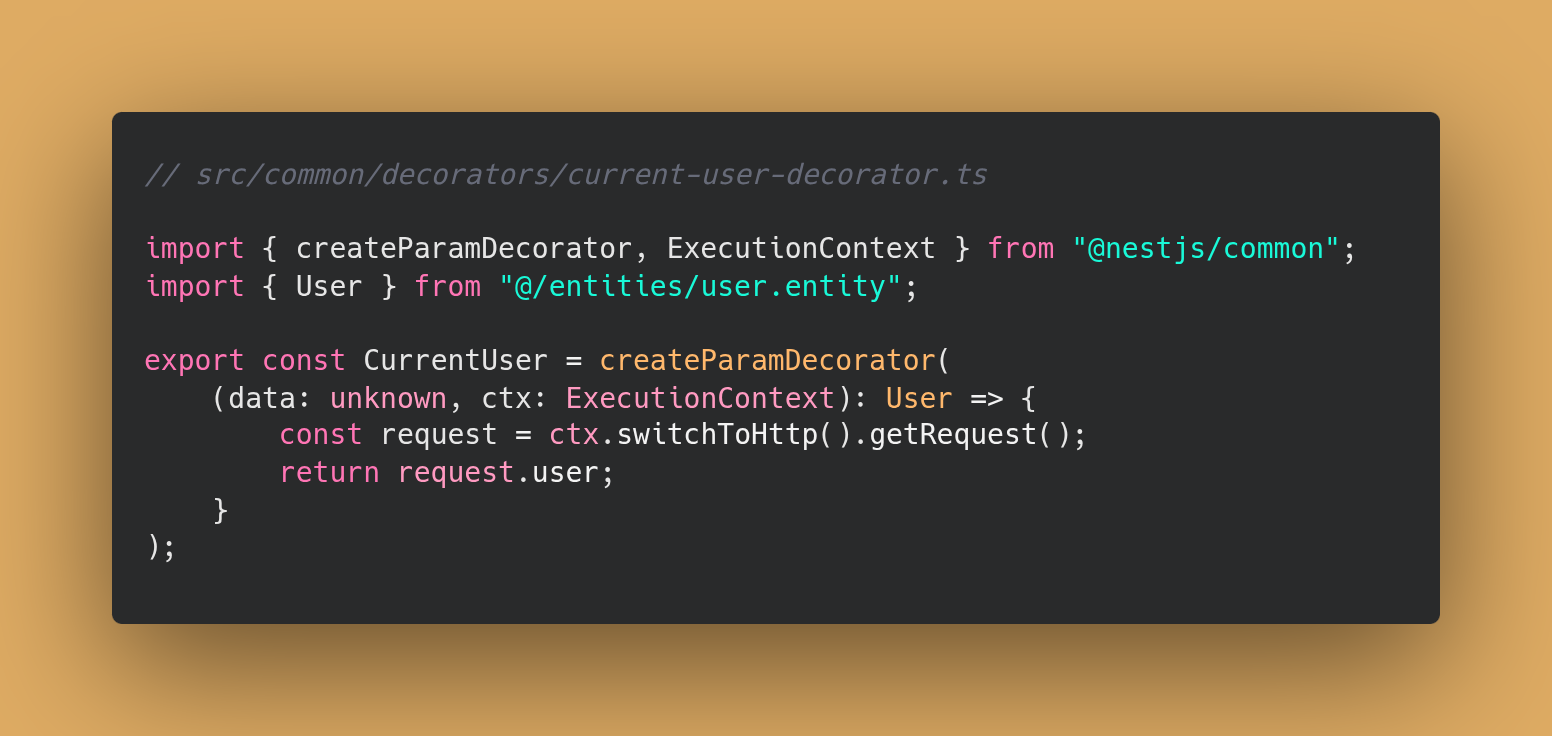 // src/common/decorators/current-user-decorator.ts
import { createParamDecorator, ExecutionContext } from "@nestjs/common";
import { User } from "@/entities/user.entity";
export const CurrentUser = createParamDecorator(
    (data: unknown, ctx: ExecutionContext): User => {
        const request = ctx.switchToHttp().getRequest();
        return request.user;
    }
);